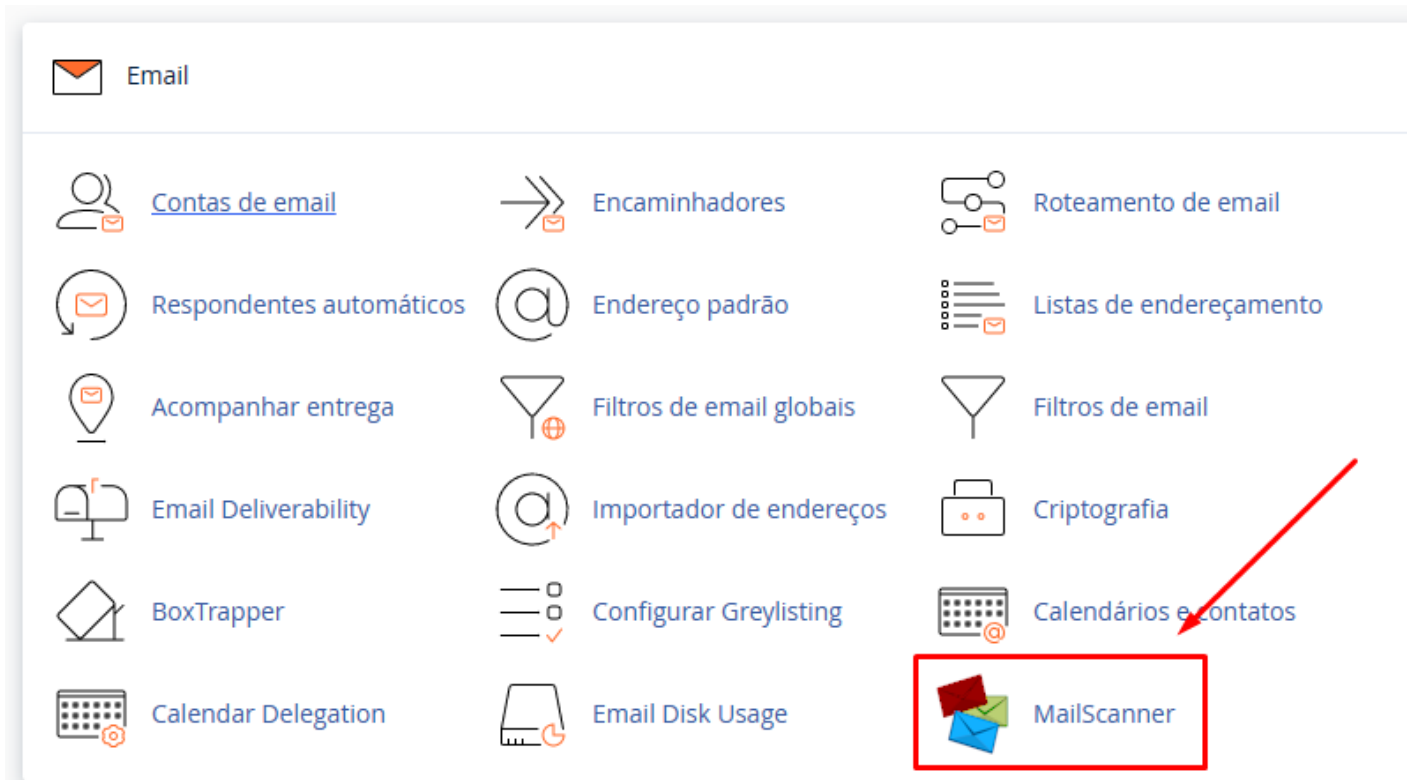 Email
Contas de email
Encaminhadores
Roteamento de email
Respondentes automáticos
Endereço padrão
Listas de endereçamento
Acompanhar entrega
Filtros de email globais
Filtros de email
Email Deliverability
Importador de endereços
Criptografia
BoxTrapper
Configurar Greylisting
Calendários e contatos
Calendar Delegation
Email Disk Usage
MailScanner